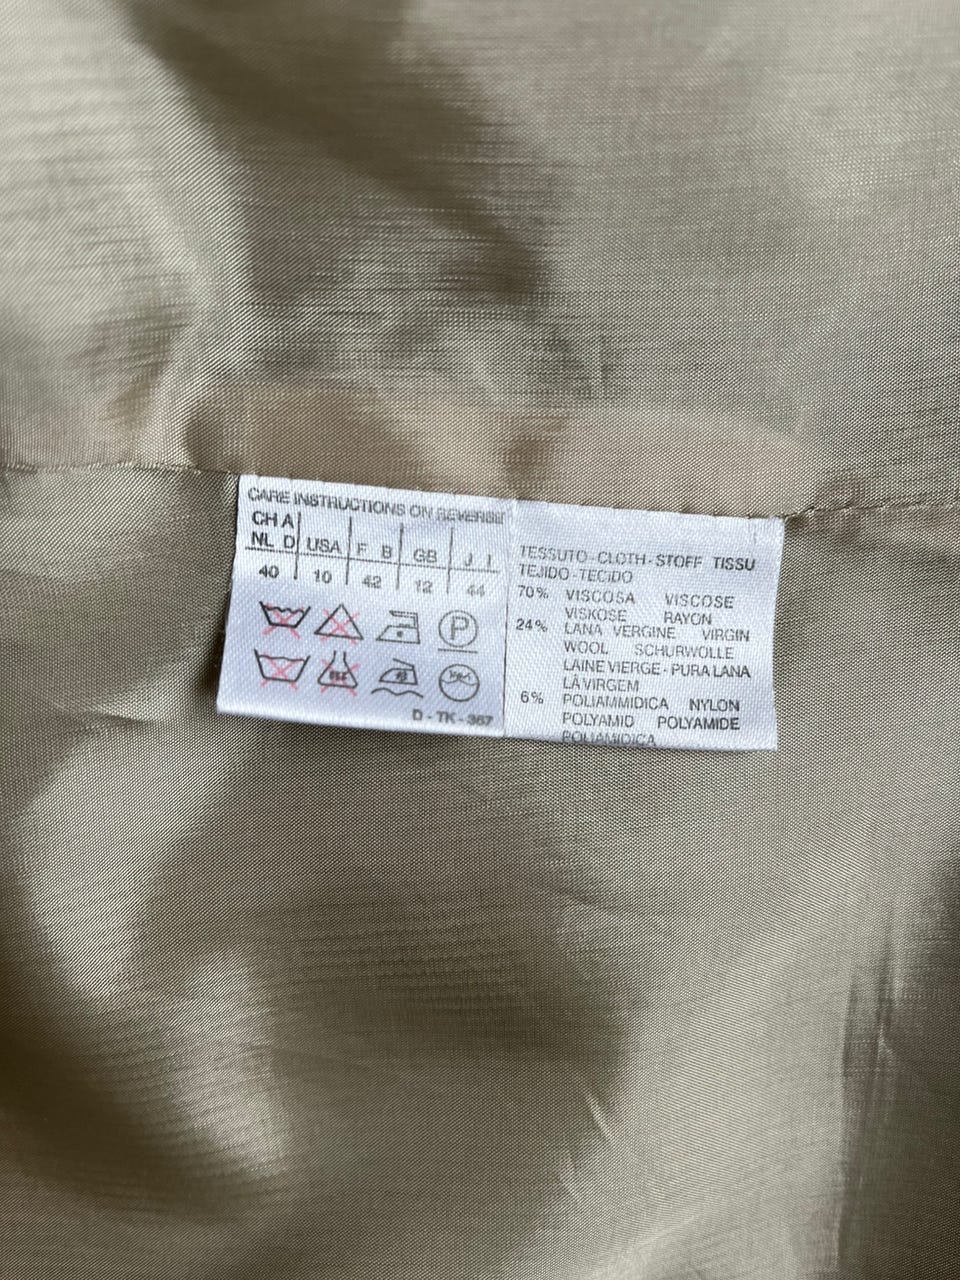 CARE INSTRUCTIONS ON REVERSE
CH A
NL D USA F B GB J I
40 10 42 12 44
P
D - TK - 367
TESSUTO - CLOTH - STOFF TISSU
TEJIDO - TECIDO
70% VISCOSA VISCOSE
VISKOSE RAYON
24% LANA VERGINE VIRGIN
WOOL SCHURWOLLE
LAINE VIERGE - PURA LANA
LÃ VIRGEM
6% POLIAMMIDICA NYLON
POLYAMID POLYAMIDE
POLIAMIDICA